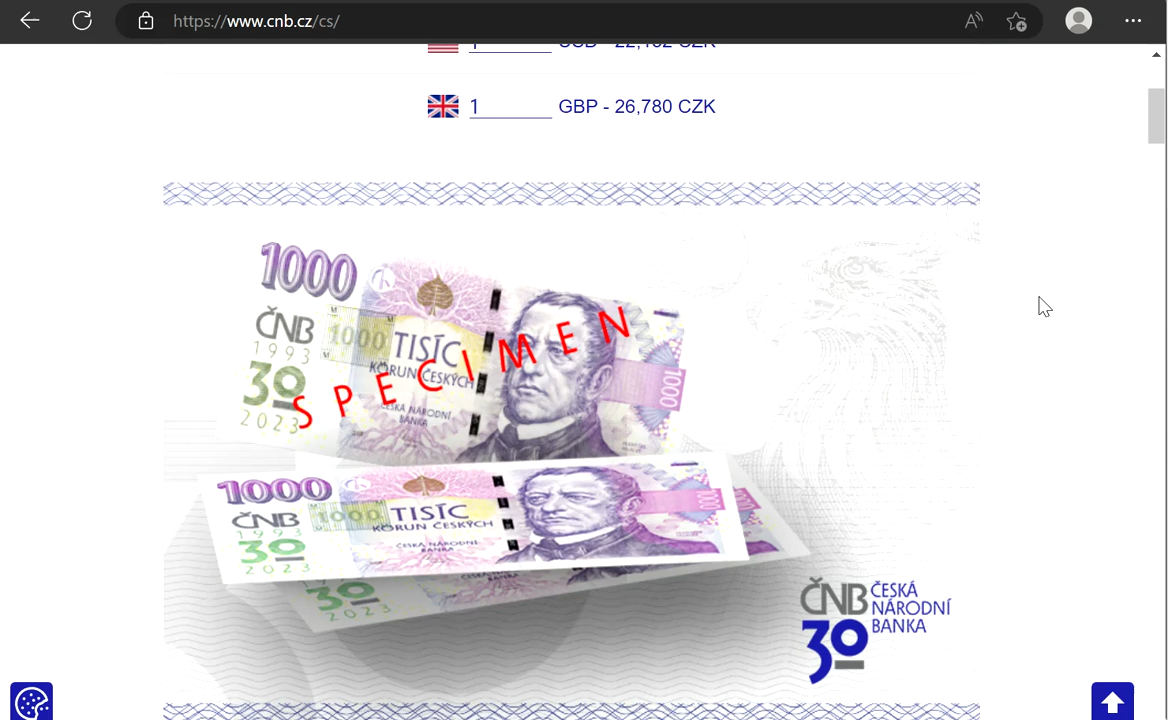 https://www.cnb.cz/cs/
1 GBP - 26,780 CZK
1000
ČNB
1993
30
2023
1000
TISÍC
KORUN ČESKÝCH
ČESKÁ NÁRODNÍ
BANKA
1000
SPECIMEN
1000
ČNB
1993
30
2023
1000
TISÍC
KORUN ČESKÝCH
ČESKÁ NÁRODNÍ
BANKA
1000
30
2023
ČNB ČESKÁ
NÁRODNÍ
BANKA
30